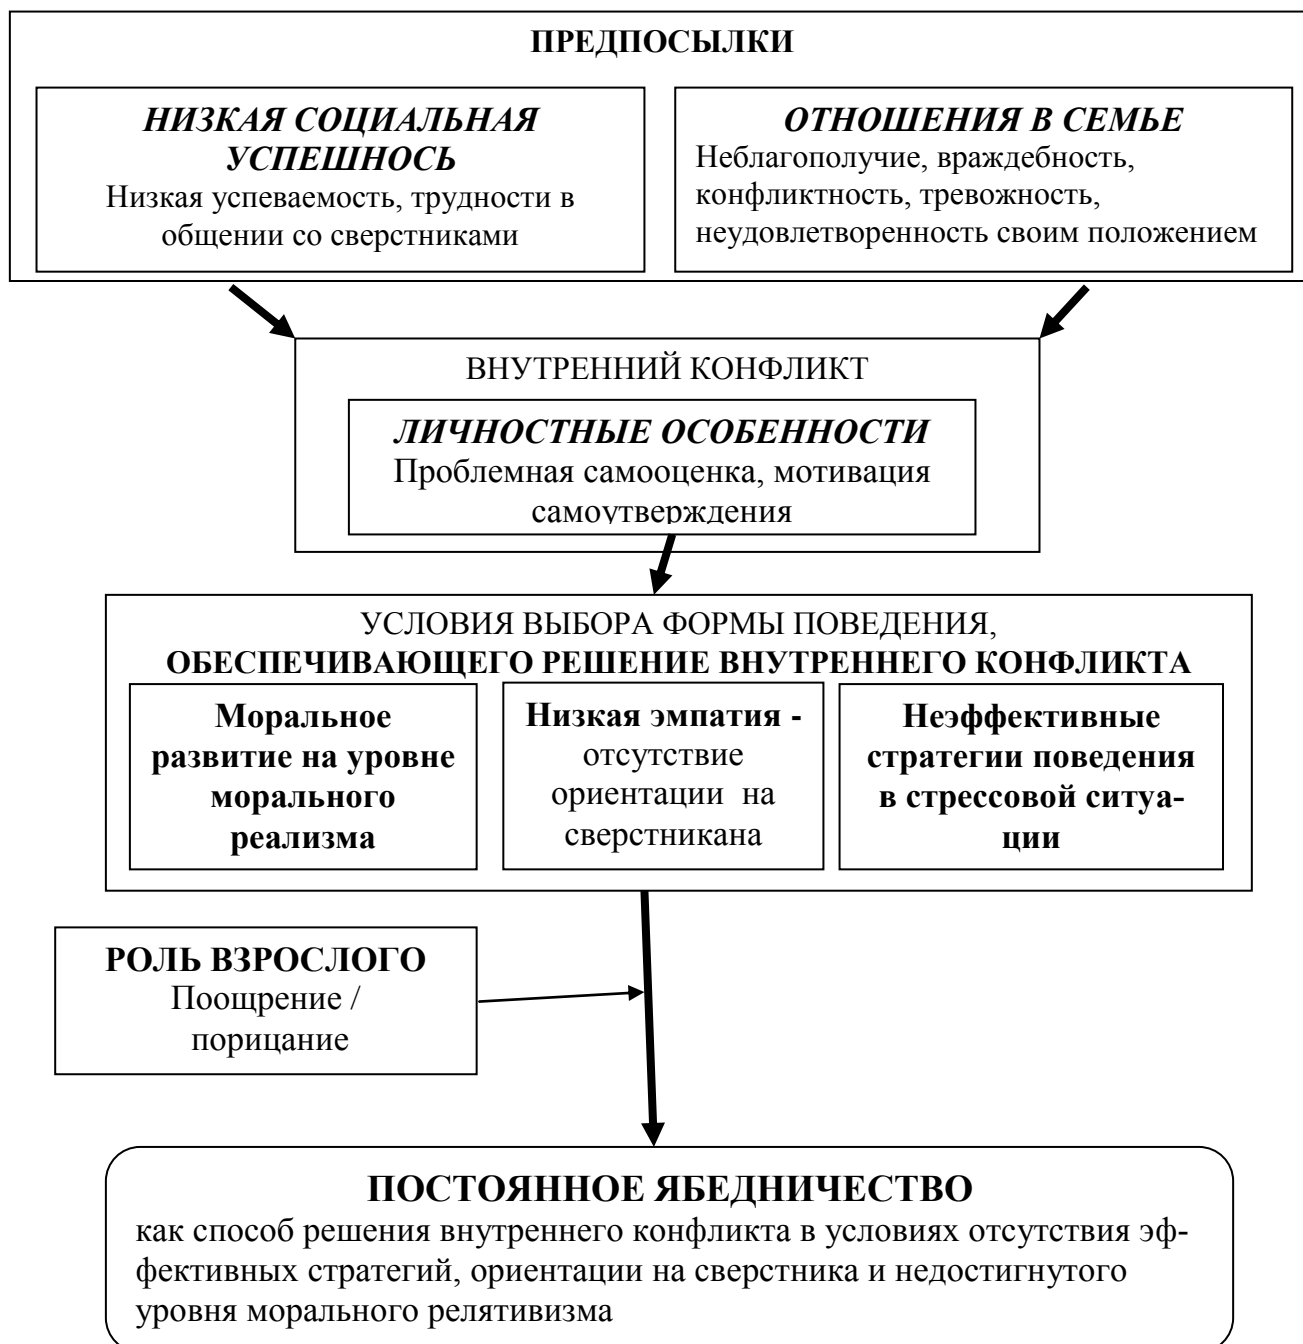 ПРЕДПОСЫЛКИ
НИЗКАЯ СОЦИАЛЬНАЯ
УСПЕШНОСЬ
Низкая успеваемость, трудности в
общении со сверстниками
ОТНОШЕНИЯ В СЕМЬЕ
Неблагополучие, враждебность,
конфликтность, тревожность,
неудовлетворенность своим положением
ВНУТРЕННИЙ КОНФЛИКТ
ЛИЧНОСТНЫЕ ОСОБЕННОСТИ
Проблемная самооценка, мотивация
самоутверждения
УСЛОВИЯ ВЫБОРА ФОРМЫ ПОВЕДЕНИЯ,
ОБЕСПЕЧИВАЮЩЕГО РЕШЕНИЕ ВНУТРЕННЕГО КОНФЛИКТА
Моральное
развитие на уровне
морального
реализма
Низкая эмпатия -
отсутствие
ориентации на
сверстникана
Неэффективные
стратегии поведения
в стрессовой ситуа-
ции
РОЛЬ ВЗРОСЛОГО
Поощрение /
порицание
ПОСТОЯННОЕ ЯБЕДНИЧЕСТВО
как способ решения внутреннего конфликта в условиях отсутствия эф-
фективных стратегий, ориентации на сверстника и недостигнутого
уровня морального релятивизма